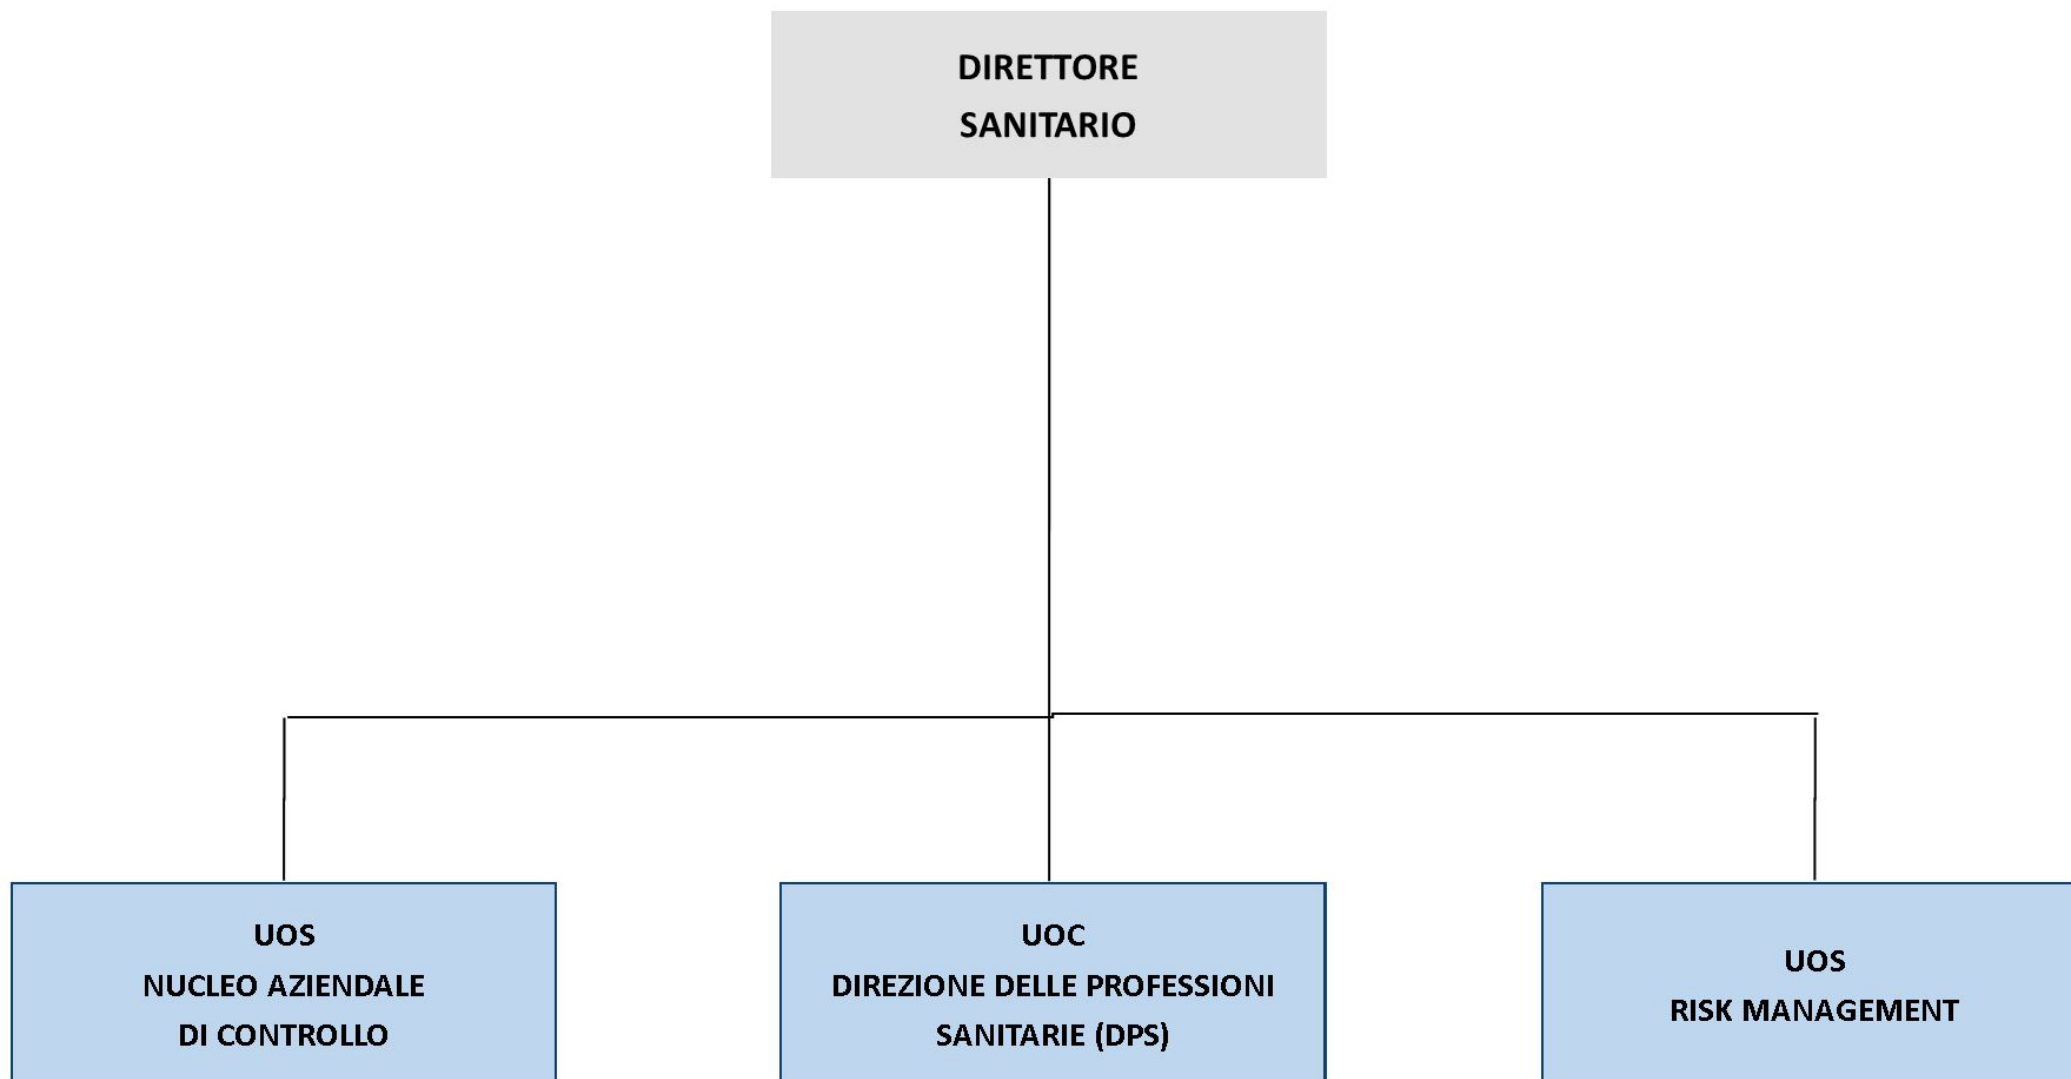 DIRETTORE
SANITARIO
UOS
NUCLEO AZIENDALE
DI CONTROLLO
UOC
DIREZIONE DELLE PROFESSIONI
SANITARIE (DPS)
UOS
RISK MANAGEMENT